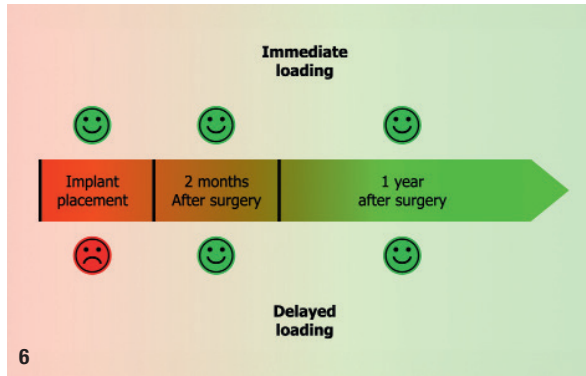 Immediate
loading
Implant
placement
2 months
After surgery
1 year
after surgery
Delayed
loading
6